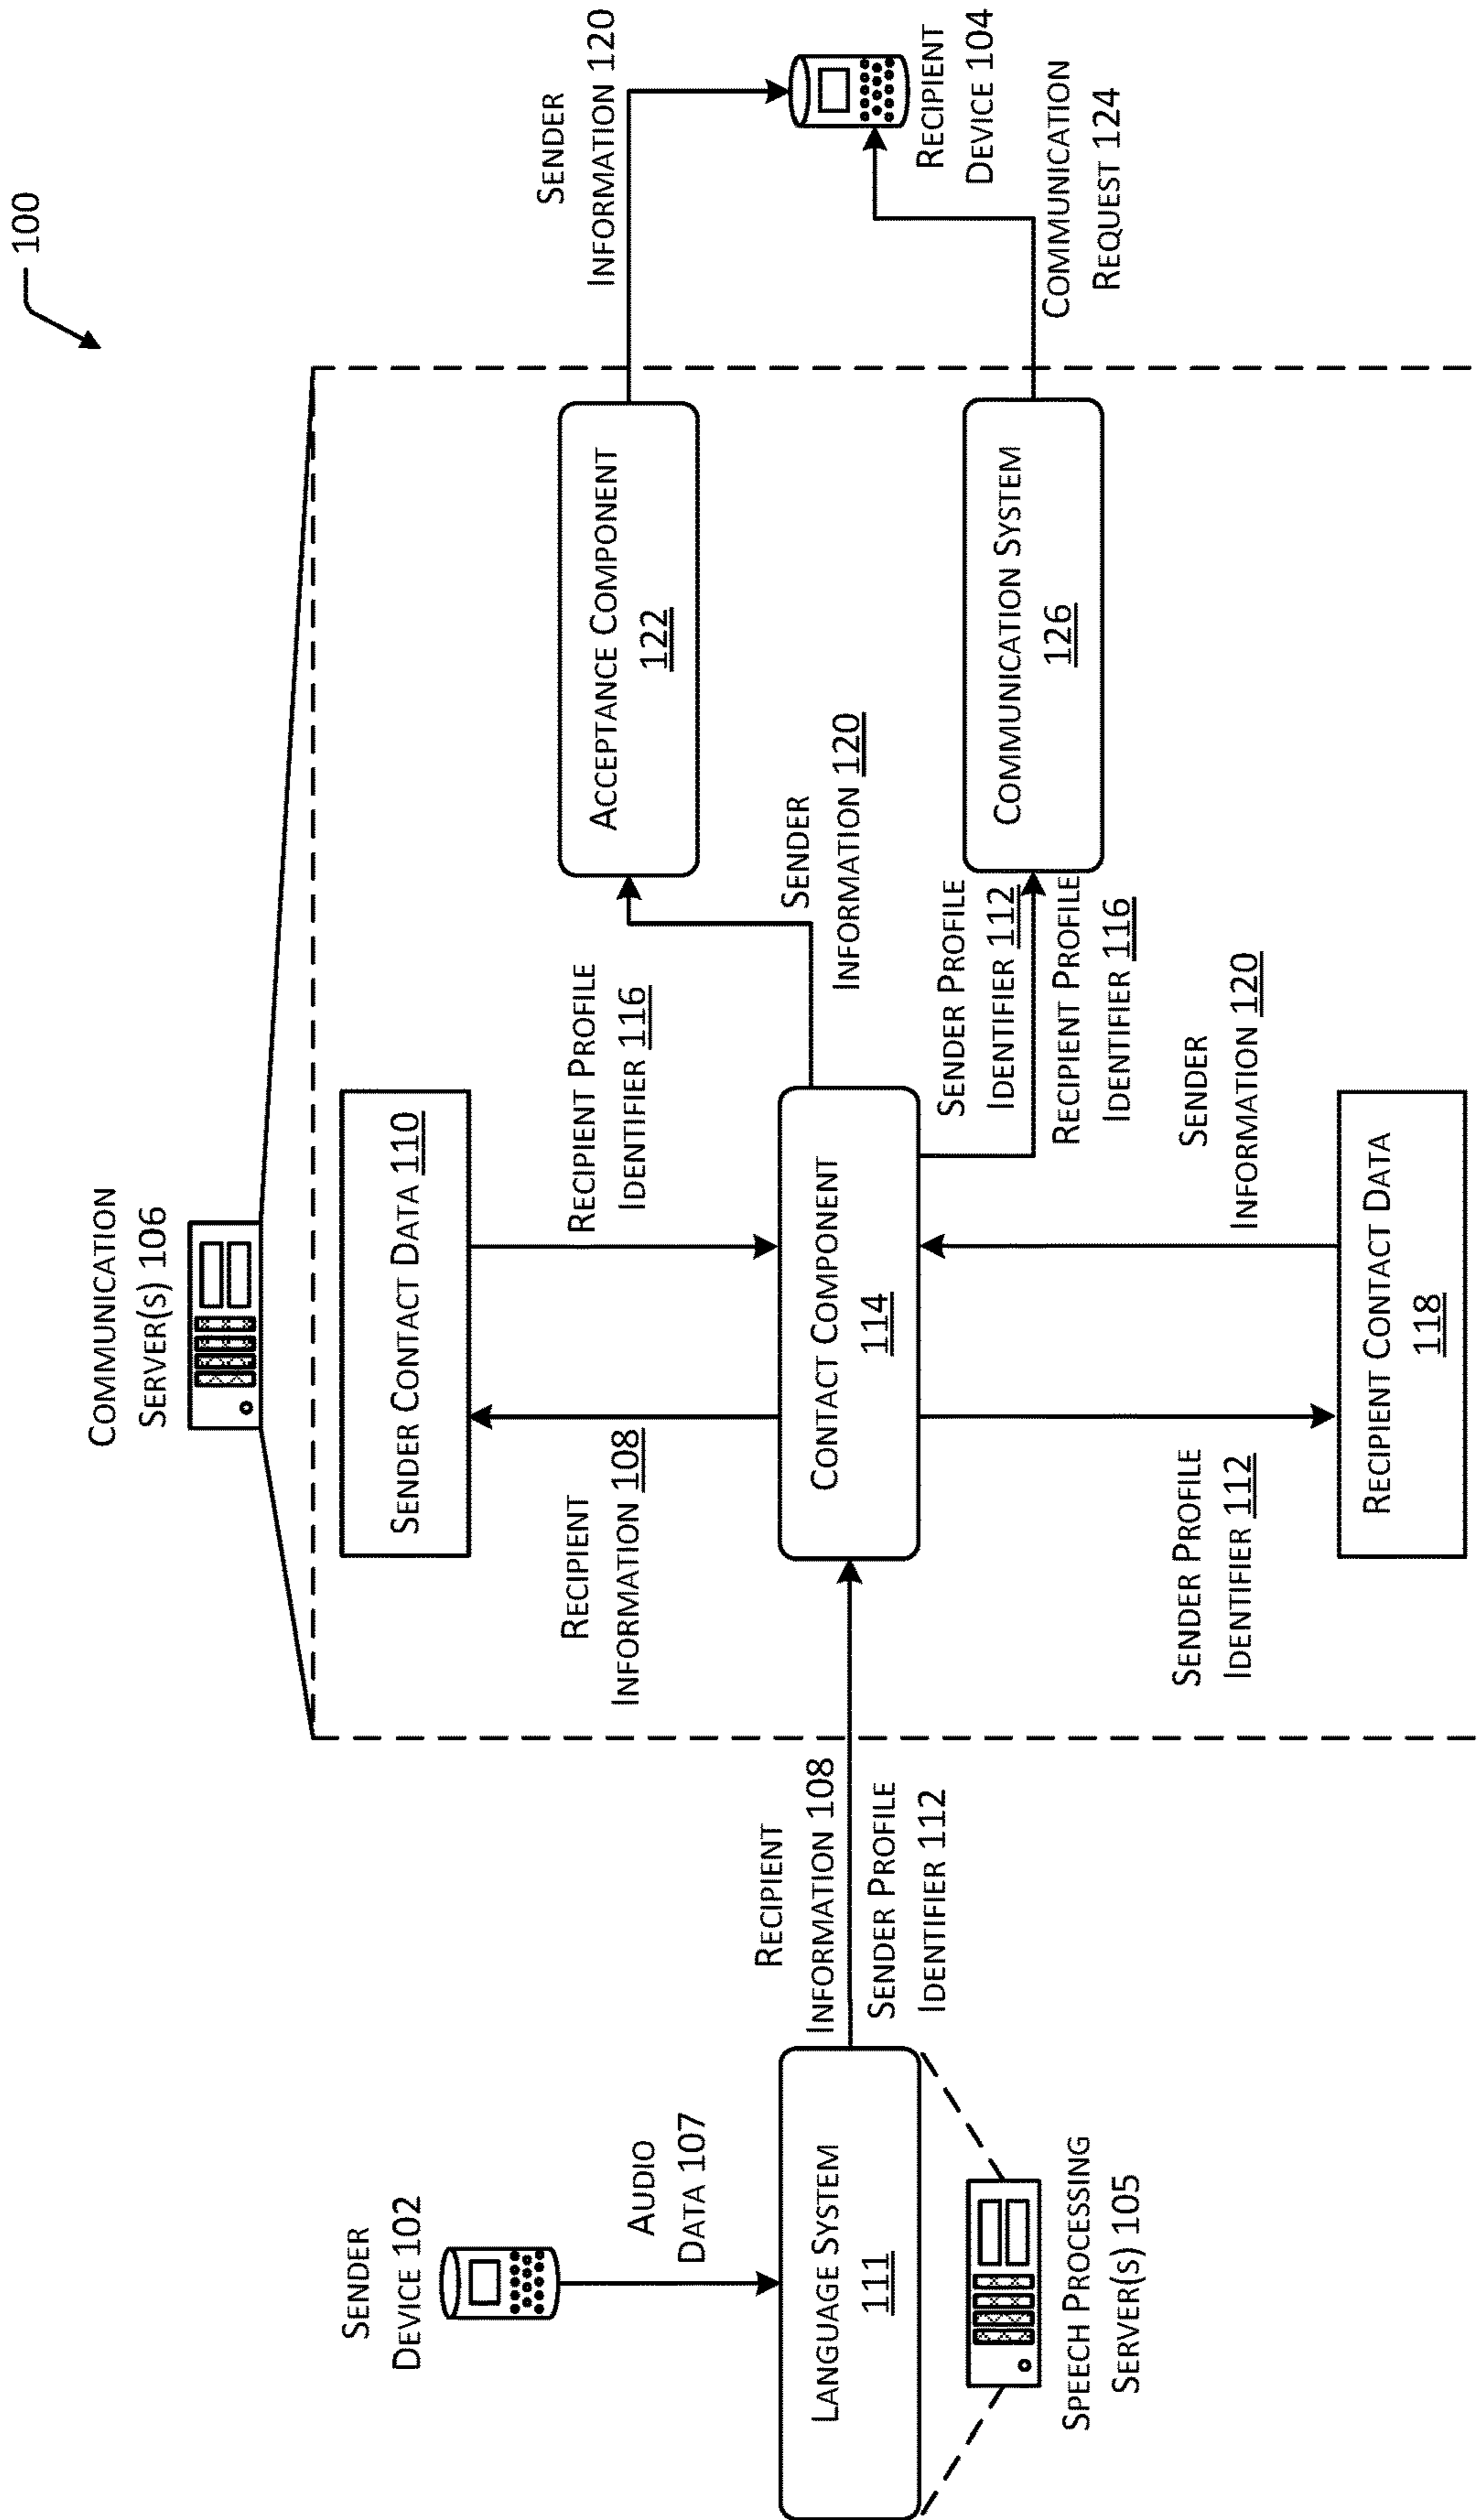 100
COMMUNICATION
SERVER(S) 106
SENDER
DEVICE 102
AUDIO
DATA 107
LANGUAGE SYSTEM
111
SPEECH PROCESSING
SERVER(S) 105
RECIPIENT
INFORMATION 108
SENDER PROFILE
IDENTIFIER 112
SENDER CONTACT DATA 110
RECIPIENT
INFORMATION 108
RECIPIENT PROFILE
IDENTIFIER 116
CONTACT COMPONENT
114
SENDER PROFILE
IDENTIFIER 112
SENDER
INFORMATION 120
RECIPIENT CONTACT DATA
118
SENDER
INFORMATION 120
SENDER PROFILE
IDENTIFIER 112
RECIPIENT PROFILE
IDENTIFIER 116
ACCEPTANCE COMPONENT
122
COMMUNICATION SYSTEM
126
SENDER
INFORMATION 120
RECIPIENT
DEVICE 104
COMMUNICATION
REQUEST 124